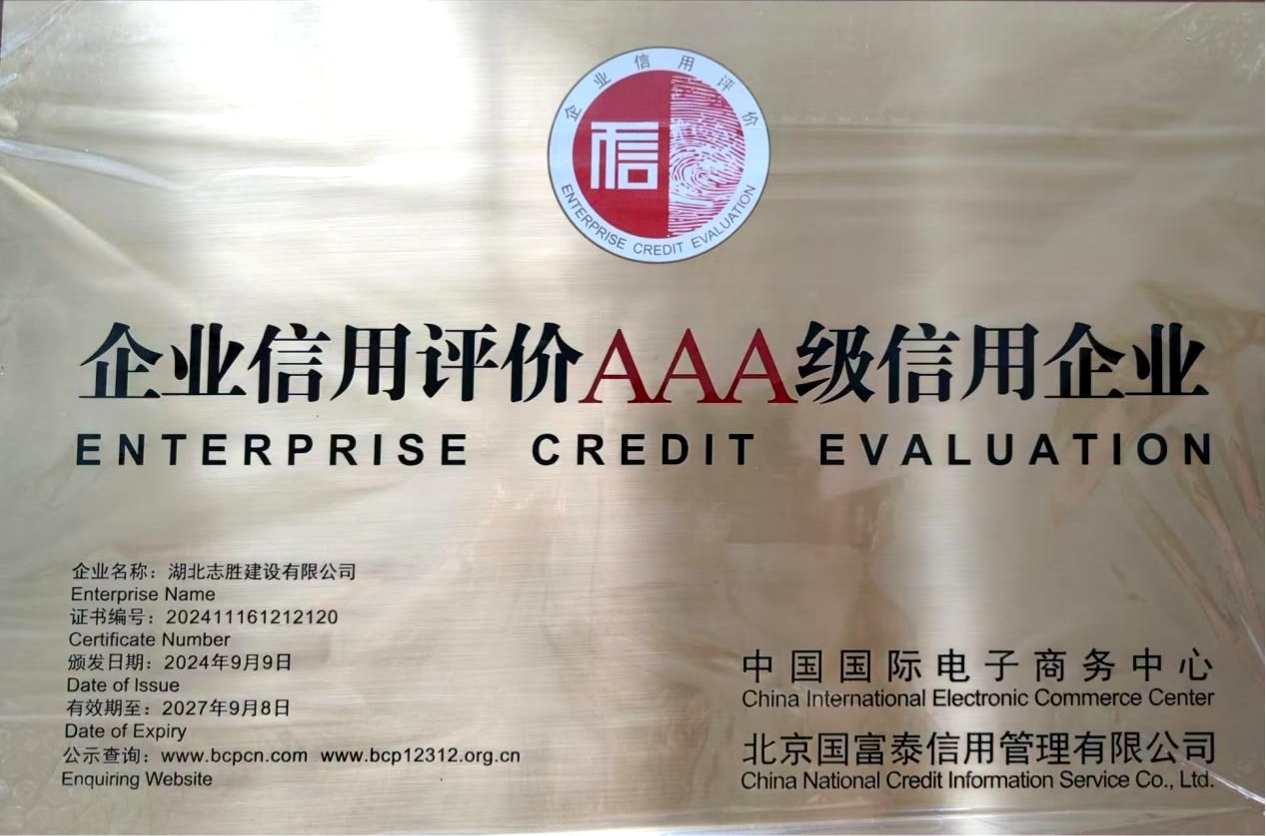 企业信用评价
信
ENTERPRISE CREDIT EVALUATION
企业信用评价AAA级信用企业
ENTERPRISE CREDIT EVALUATION
企业名称：湖北志胜建设有限公司
Enterprise Name
证书编号：202411161212120
Certificate Number
颁发日期：2024年9月9日
Date of Issue
有效期至：2027年9月8日
Date of Expiry
公示查询：www.bcpcn.com www.bcp12312.org.cn
Enquiring Website
中国国际电子商务中心
China International Electronic Commerce Center
北京国富泰信用管理有限公司
China National Credit Information Service Co., Ltd.